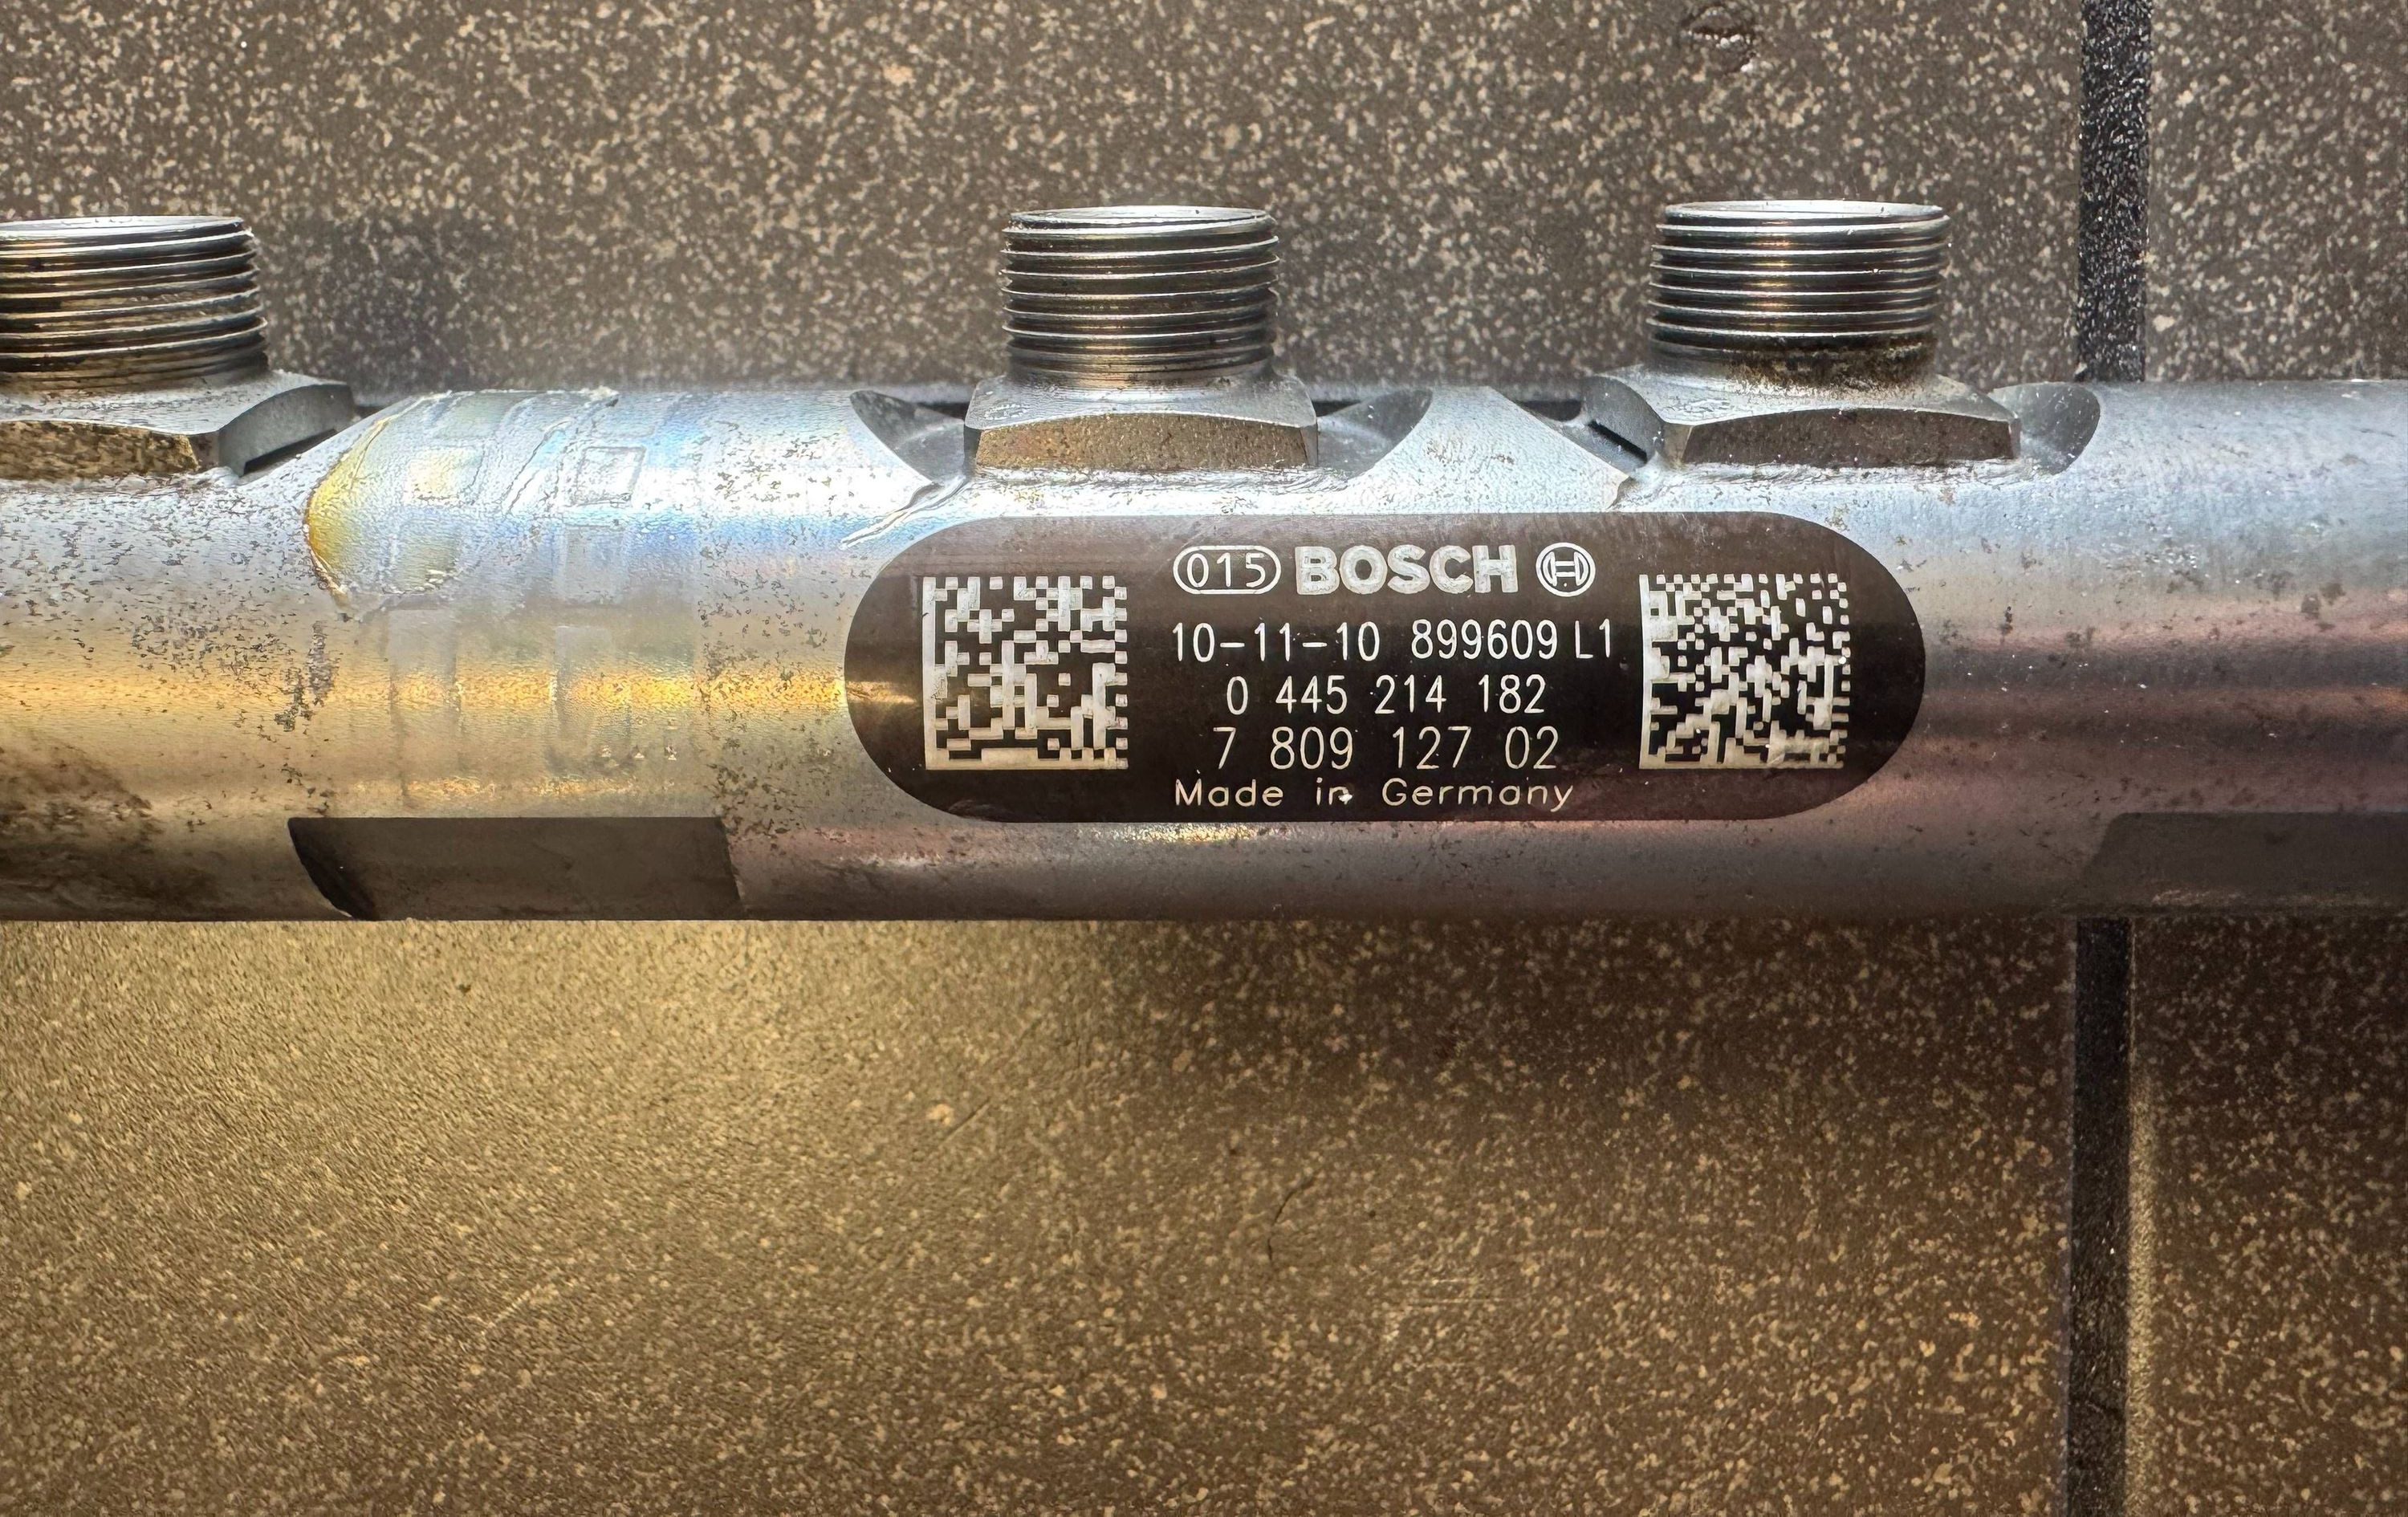 015 BOSCH
10-11-10 899609 L1
0 445 214 182
7 809 127 02
Made in Germany